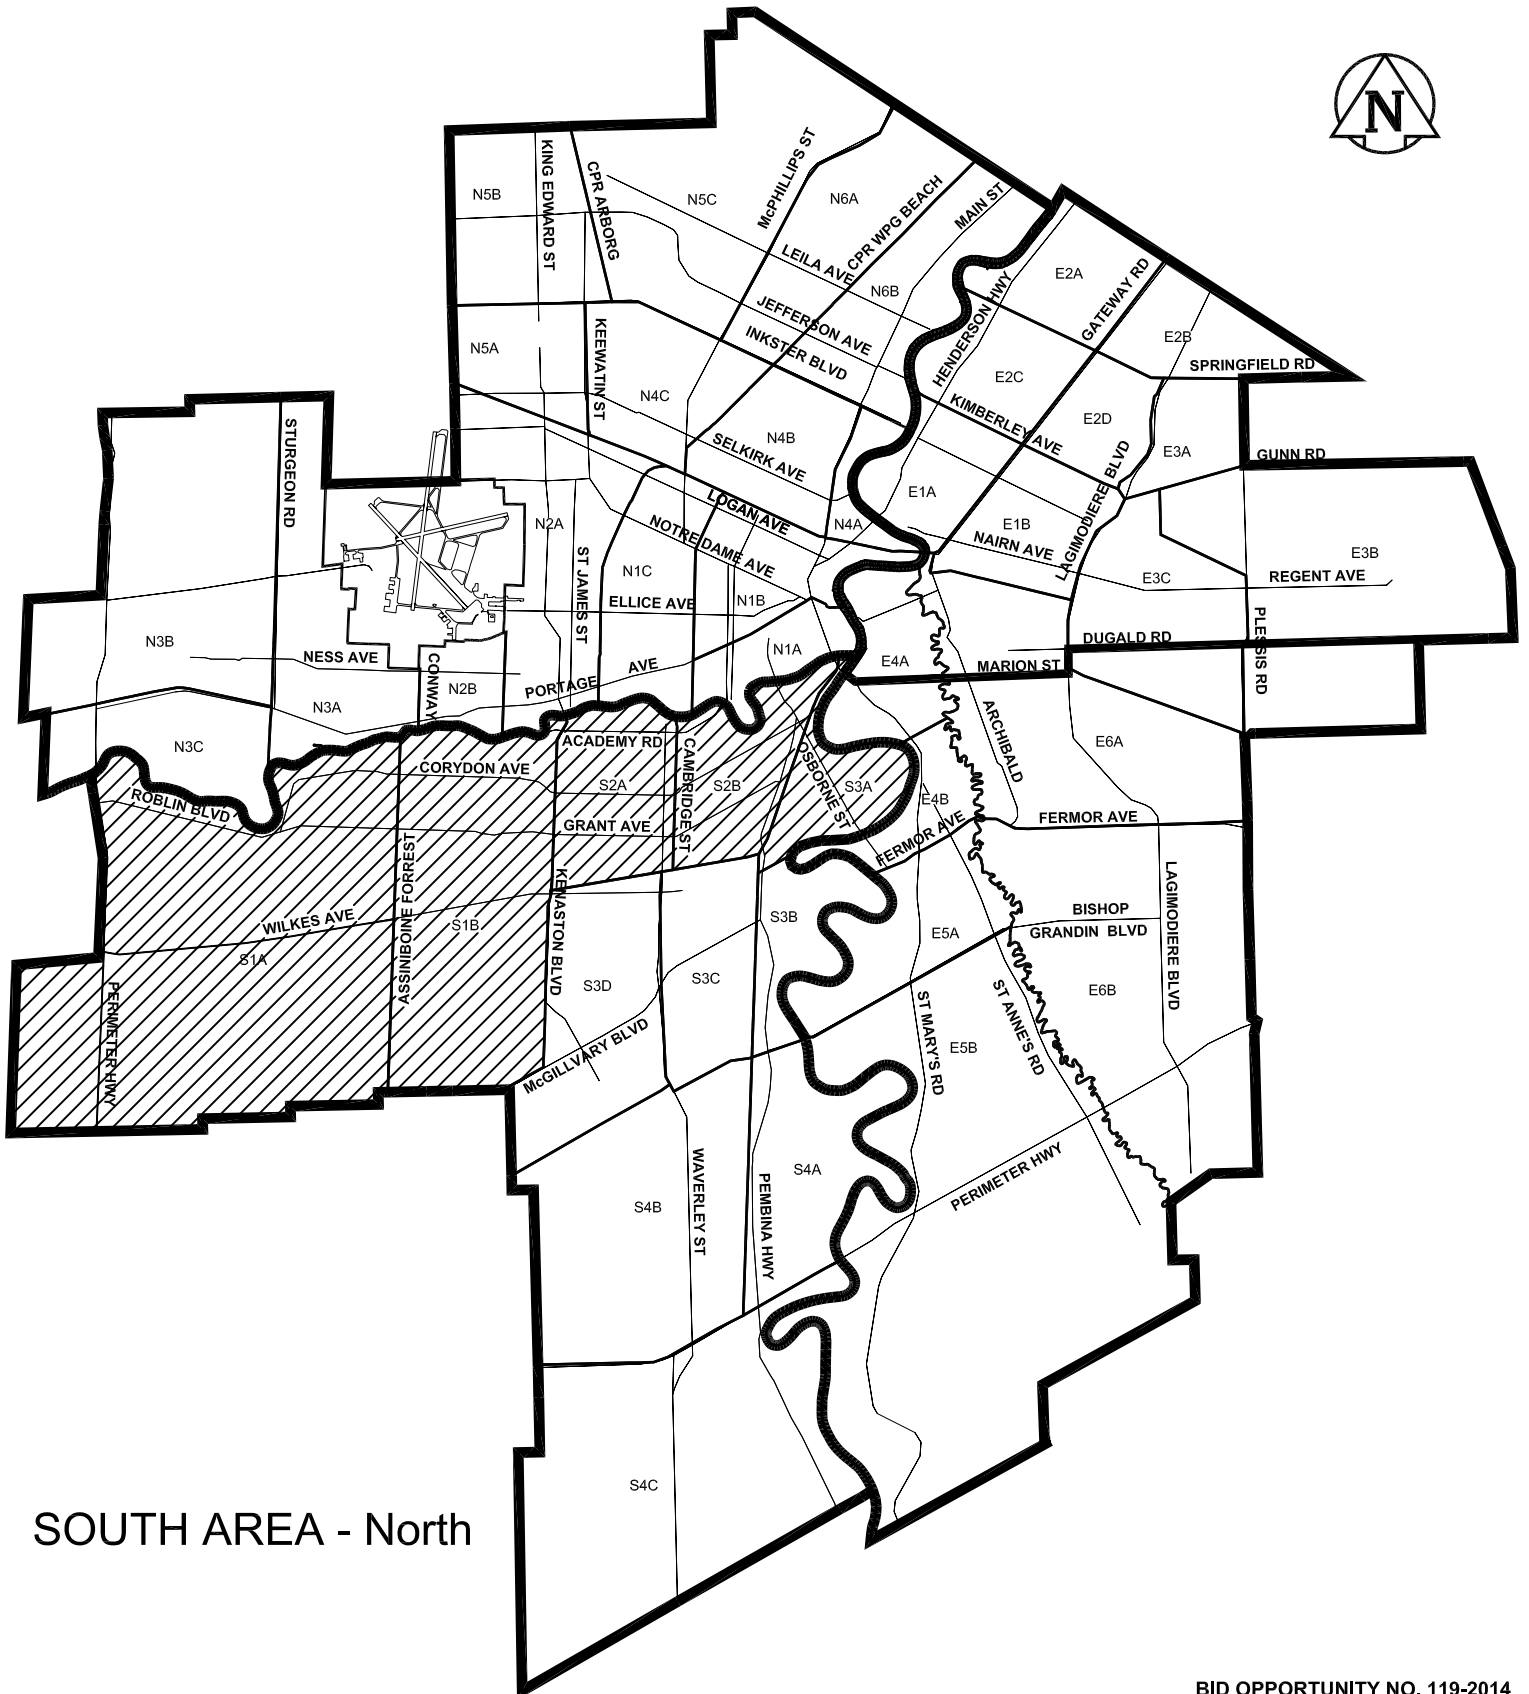 N
McPHILLIPS ST
KING EDWARD ST
CPR ARBORG
N5B
N5C
N6A
CPR WPG BEACH
MAIN ST
LEILA AVE
N6B
E2A
HENDERSON HWY
GATEWAY RD
JEFFERSON AVE
INKSTER BLVD
N5A
KEEWATIN ST
E2B
SPRINGFIELD RD
E2C
N4C
KIMBERLEY AVE
E2D
N4B
SELKIRK AVE
STURGEON RD
LAGIMODIERE BLVD
E3A
GUNN RD
E1A
LOGAN AVE
N2A
N4A
E1B
NOTRE DAME AVE
NAIRN AVE
E3B
ST JAMES ST
N1C
E3C
REGENT AVE
ELLICE AVE
N1B
N3B
DUGALD RD
PLESSIS RD
NESS AVE
CONWAY
N1A
E4A
MARION ST
AVE
N2B
PORTAGE
N3A
ARCHIBALD
N3C
ACADEMY RD
CAMBRIDGE ST
OSBORNE ST
E6A
CORYDON AVE
S2A
S2B
S3A
ROBLIN BLVD
E4B
GRANT AVE
FERMOR AVE
FERMOR AVE
ASSINIBOINE FORREST
KENASTON BLVD
LAGIMODIERE BLVD
WILKES AVE
S1B
S3B
BISHOP
GRANDIN BLVD
E5A
S1A
S3D
S3C
E6B
PERIMETER HWY
ST MARY'S RD
ST ANNE'S RD
McGILLVARY BLVD
E5B
WAVERLEY ST
PEMBINA HWY
S4A
PERIMETER HWY
S4B
S4C
SOUTH AREA - North
BID OPPORTUNITY NO. 119-2014